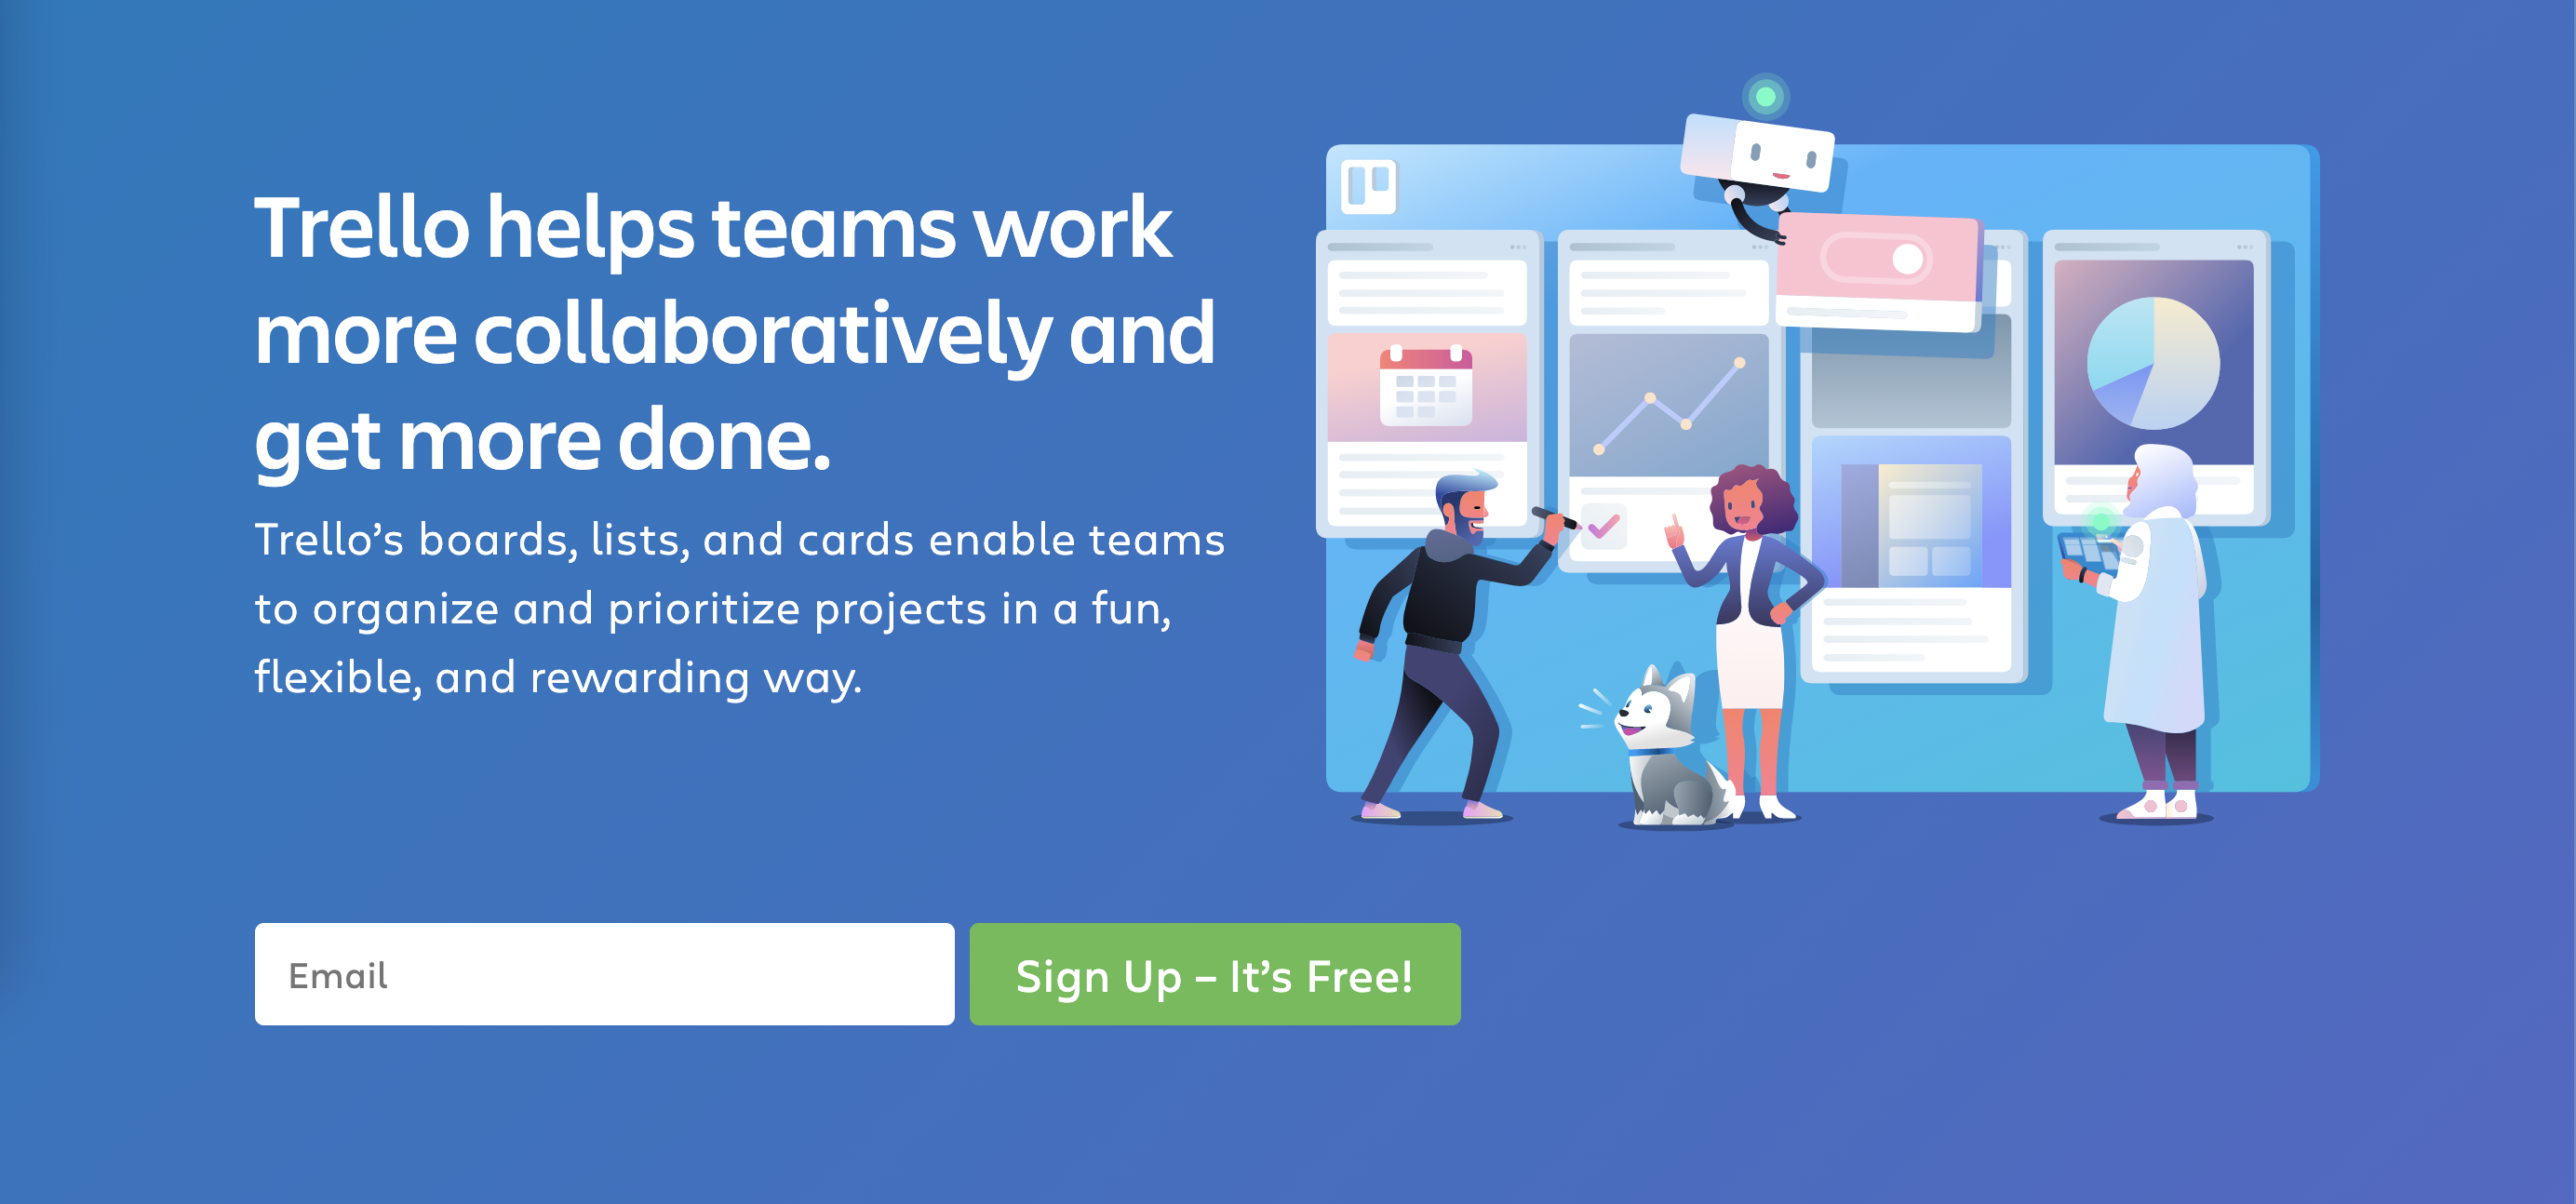 Trello helps teams work
more collaboratively and
get more done.
Trello’s boards, lists, and cards enable teams
to organize and prioritize projects in a fun,
flexible, and rewarding way.
Email
Sign Up – It’s Free!